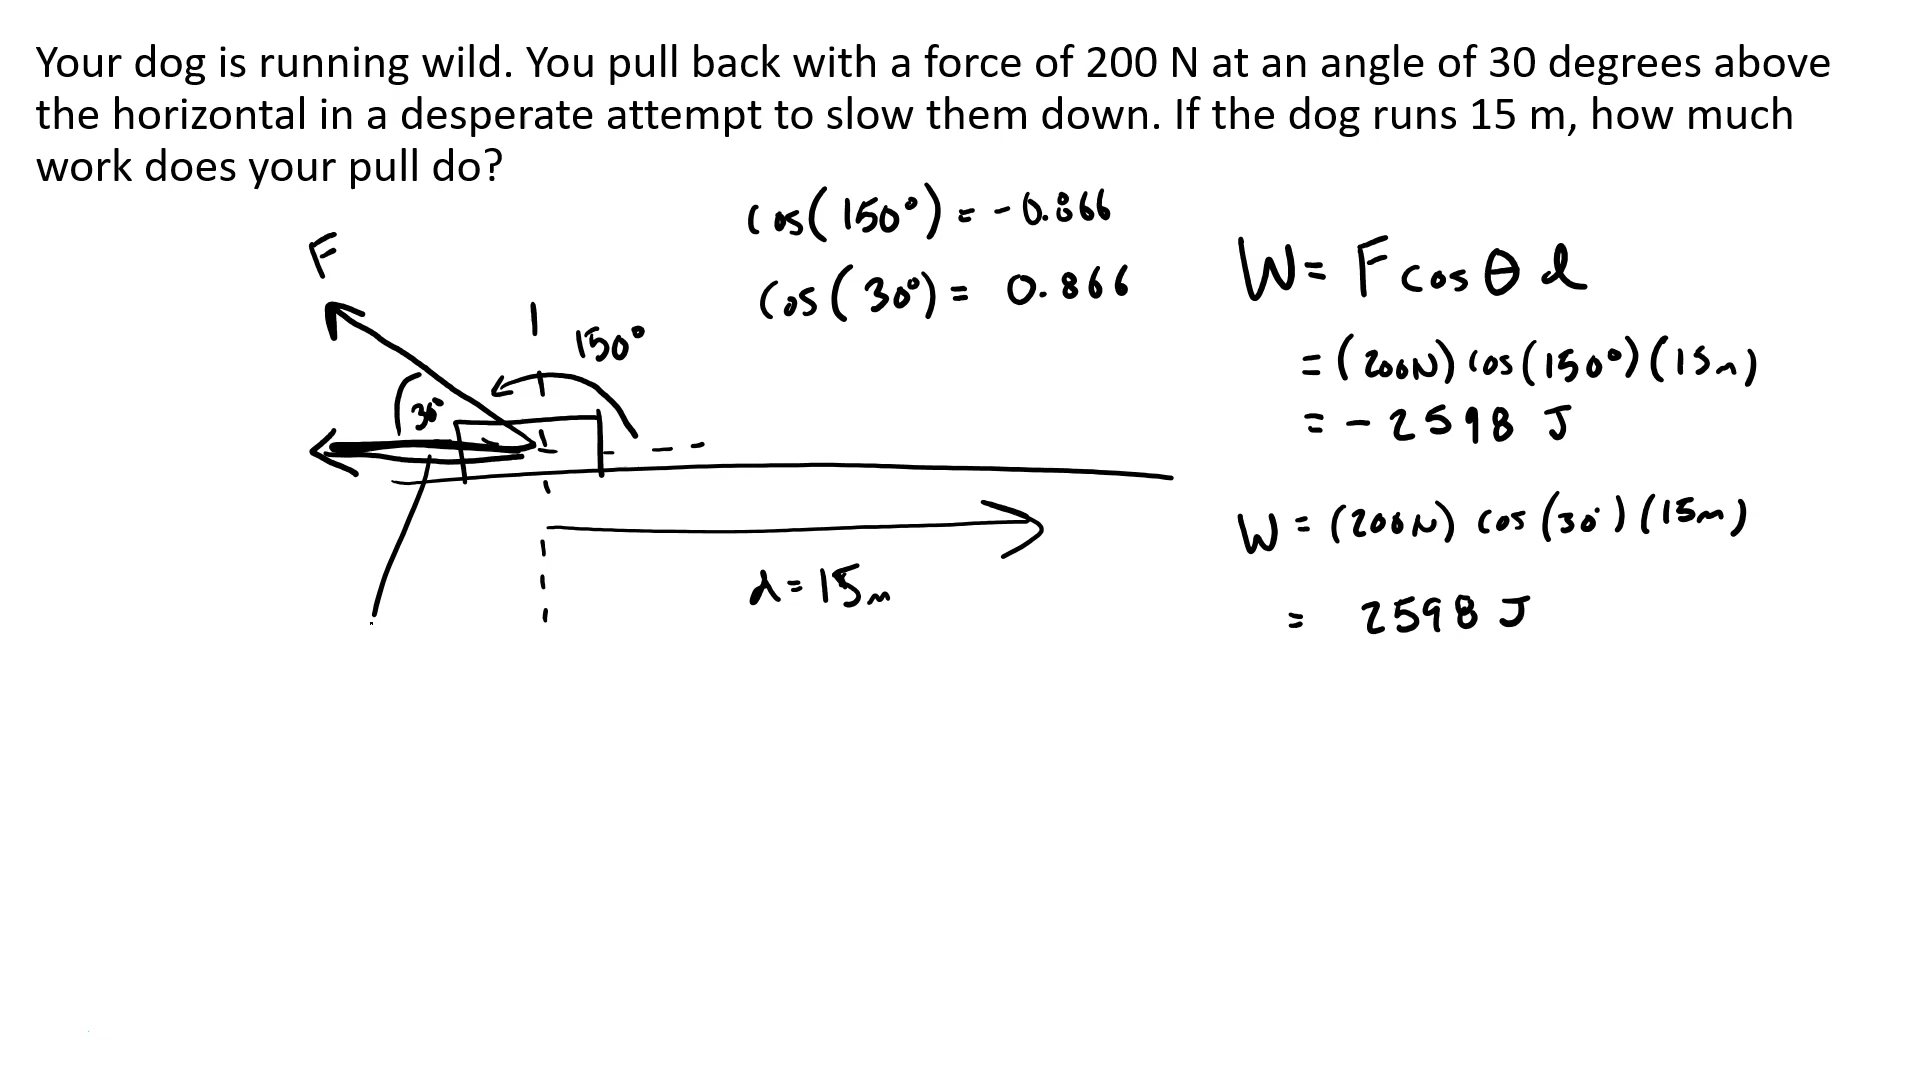 Your dog is running wild. You pull back with a force of 200 N at an angle of 30 degrees above
the horizontal in a desperate attempt to slow them down. If the dog runs 15 m, how much
work does your pull do?
cos(150°) = -0.866
cos(30°) = 0.866
F
150°
30°
d = 15m
W = F cos θ d
= (200N) cos(150°)(15m)
= - 2598 J
W = (200N) cos(30°)(15m)
= 2598 J